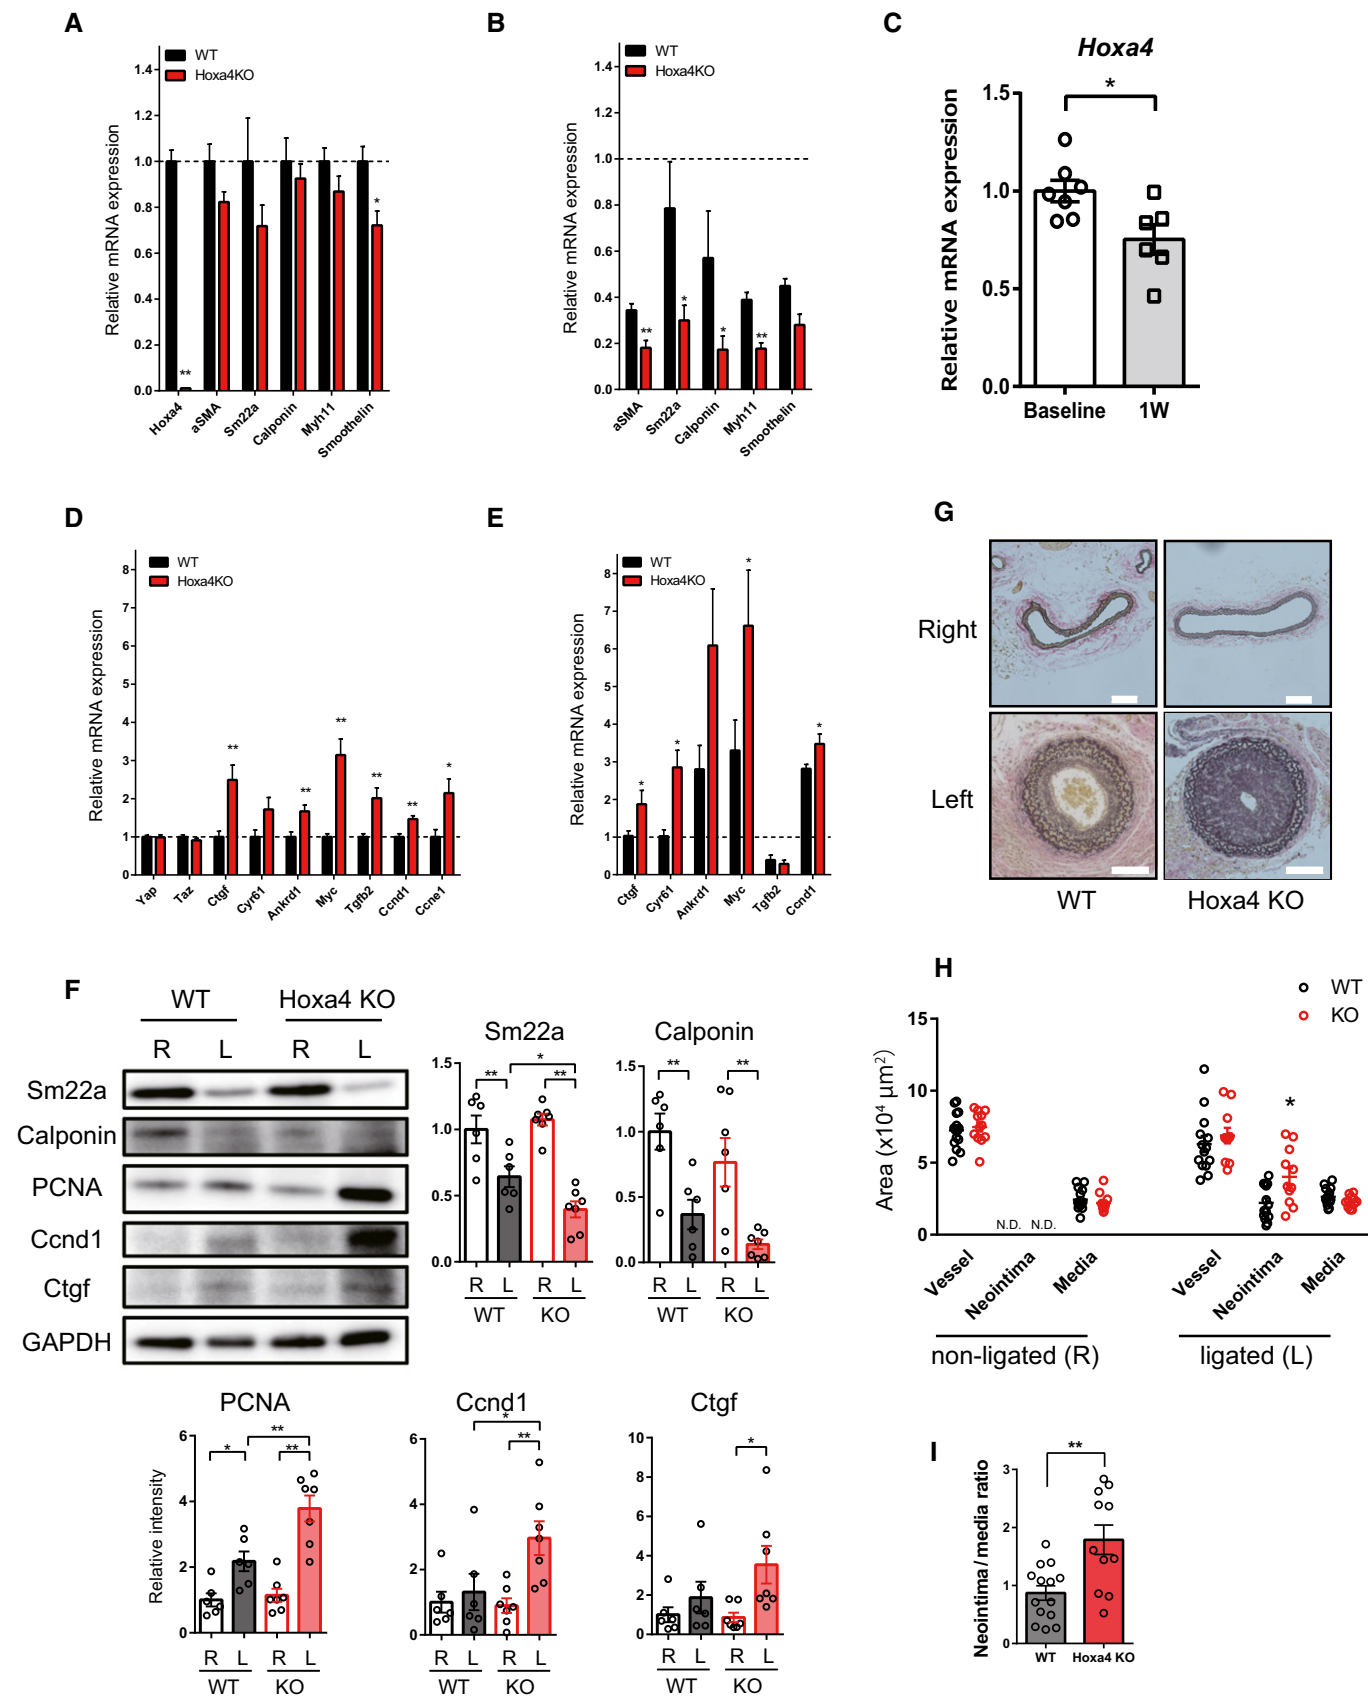 A
WT
Hoxa4KO
Relative mRNA expression
1.4
1.2
1.0
0.8
0.6
0.4
0.2
0.0
**
*
Hoxa4
aSMA
Sm22a
Calponin
Myh11
Smoothelin
B
WT
Hoxa4KO
Relative mRNA expression
1.4
1.2
1.0
0.8
0.6
0.4
0.2
0.0
**
*
*
**
aSMA
Sm22a
Calponin
Myh11
Smoothelin
C
Hoxa4
*
Relative mRNA expression
1.5
1.0
0.5
0.0
Baseline
1W
D
WT
Hoxa4KO
Relative mRNA expression
8
7
6
5
4
3
2
1
0
**
**
**
**
**
*
Yap
Taz
Ctgf
Cyr61
Ankrd1
Myc
Tgfb2
Ccnd1
Ccne1
E
WT
Hoxa4KO
Relative mRNA expression
8
7
6
5
4
3
2
1
0
*
*
*
*
Ctgf
Cyr61
Ankrd1
Myc
Tgfb2
Ccnd1
G
Right
Left
WT
Hoxa4 KO
F
WT
Hoxa4 KO
R L R L
Sm22a
Calponin
PCNA
Ccnd1
Ctgf
GAPDH
Sm22a
1.5
1.0
0.5
0.0
**
*
**
R L R L
WT KO
Calponin
1.5
1.0
0.5
0.0
**
**
R L R L
WT KO
PCNA
Relative intensity
6
4
2
0
*
**
**
R L R L
WT KO
Ccnd1
6
4
2
0
*
**
R L R L
WT KO
Ctgf
10
8
6
4
2
0
*
R L R L
WT KO
H
WT
KO
Area (x10⁴ µm²)
15
10
5
0
N.D. N.D.
*
Vessel
Neointima
Media
Vessel
Neointima
Media
non-ligated (R)
ligated (L)
I
Neointima / media ratio
3
2
1
0
**
WT
Hoxa4 KO